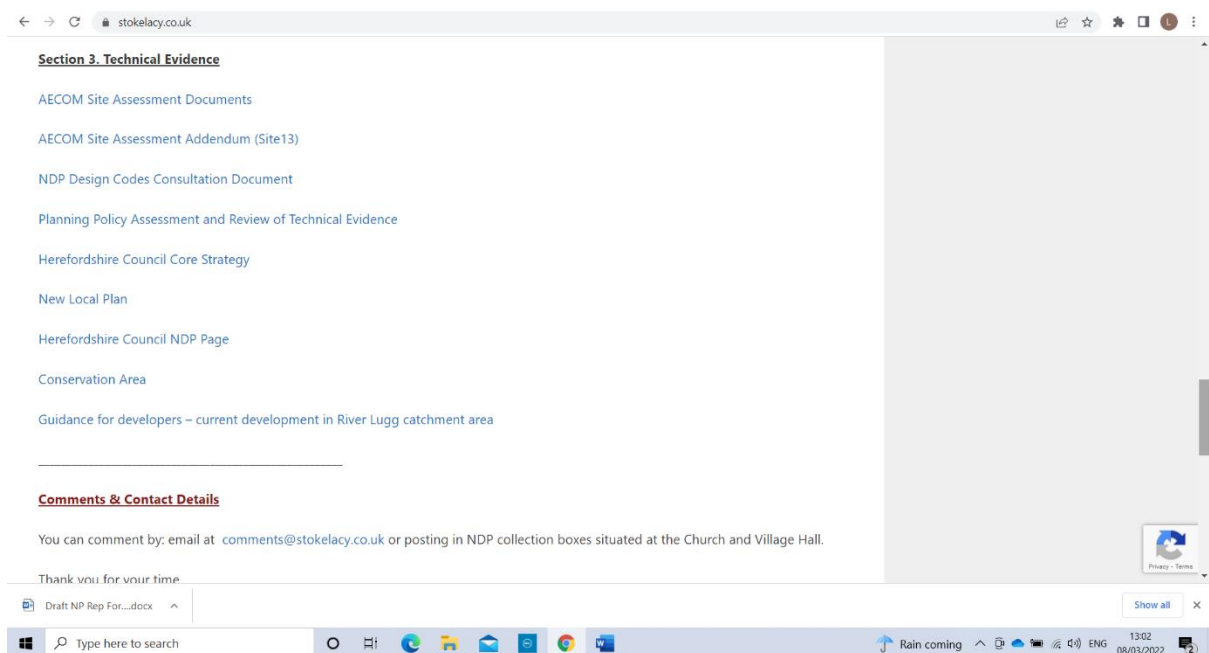 stokelacy.co.uk
L
Section 3. Technical Evidence
AECOM Site Assessment Documents
AECOM Site Assessment Addendum (Site13)
NDP Design Codes Consultation Document
Planning Policy Assessment and Review of Technical Evidence
Herefordshire Council Core Strategy
New Local Plan
Herefordshire Council NDP Page
Conservation Area
Guidance for developers – current development in River Lugg catchment area
Comments & Contact Details
You can comment by: email at comments@stokelacy.co.uk or posting in NDP collection boxes situated at the Church and Village Hall.
Privacy - Terms
Thank you for your time
Draft NP Rep For....docx
Show all
Type here to search
Rain coming
ENG
13:02
08/03/2022
2